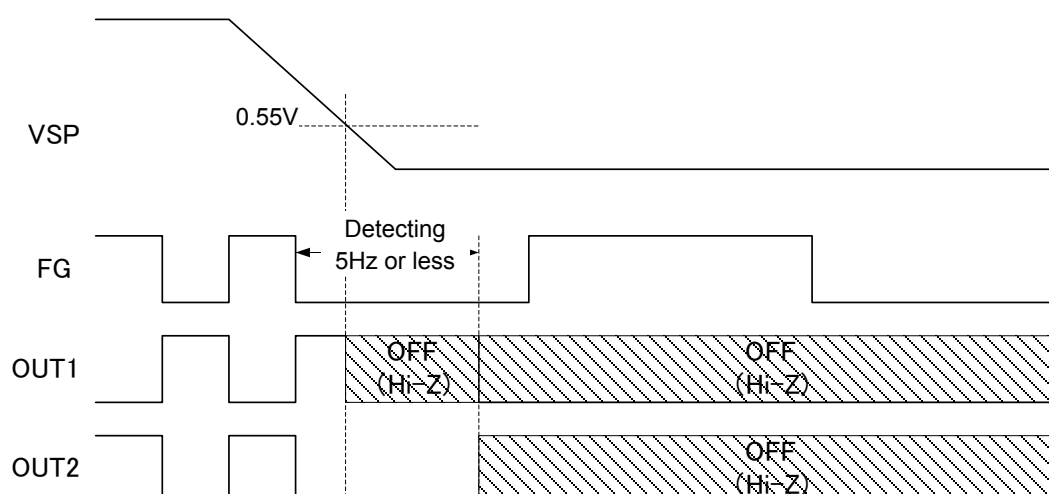 VSP
0.55V
FG
Detecting
5Hz or less
OUT1
OFF
(Hi-Z)
OFF
(Hi-Z)
OUT2
OFF
(Hi-Z)